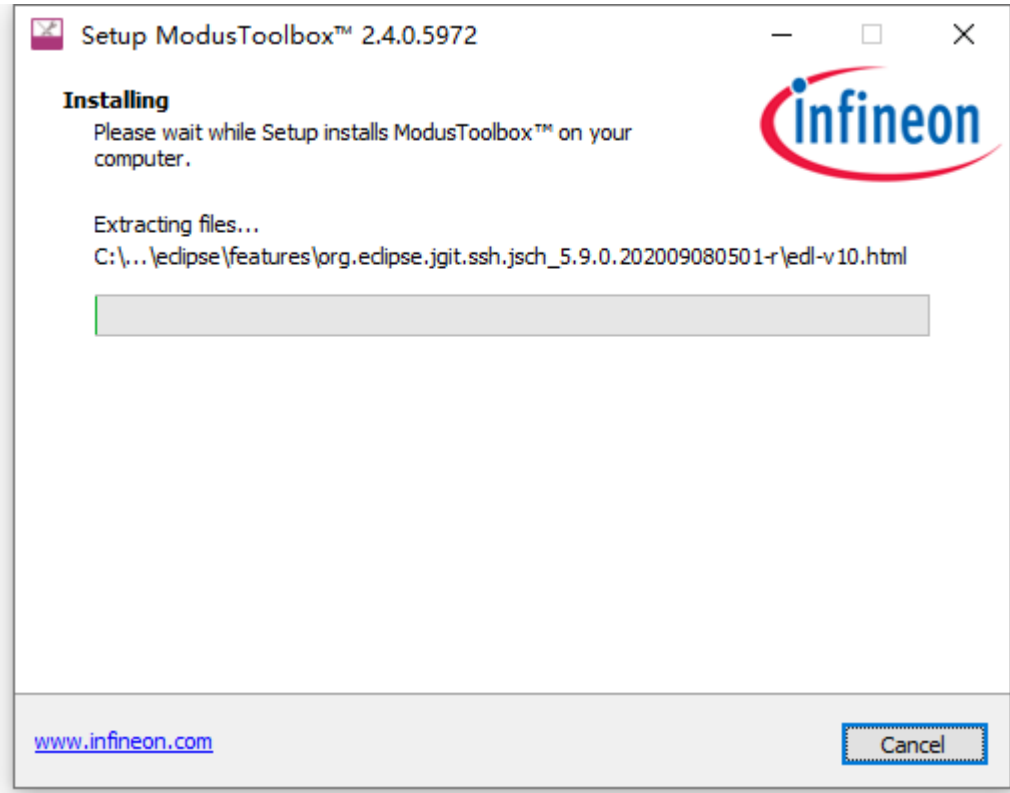 Setup ModusToolbox™ 2.4.0.5972
Installing
Please wait while Setup installs ModusToolbox™ on your
computer.
infineon
Extracting files...
C:\...\eclipse\features\org.eclipse.jgit.ssh.jsch_5.9.0.202009080501-r\edl-v10.html
www.infineon.com
Cancel